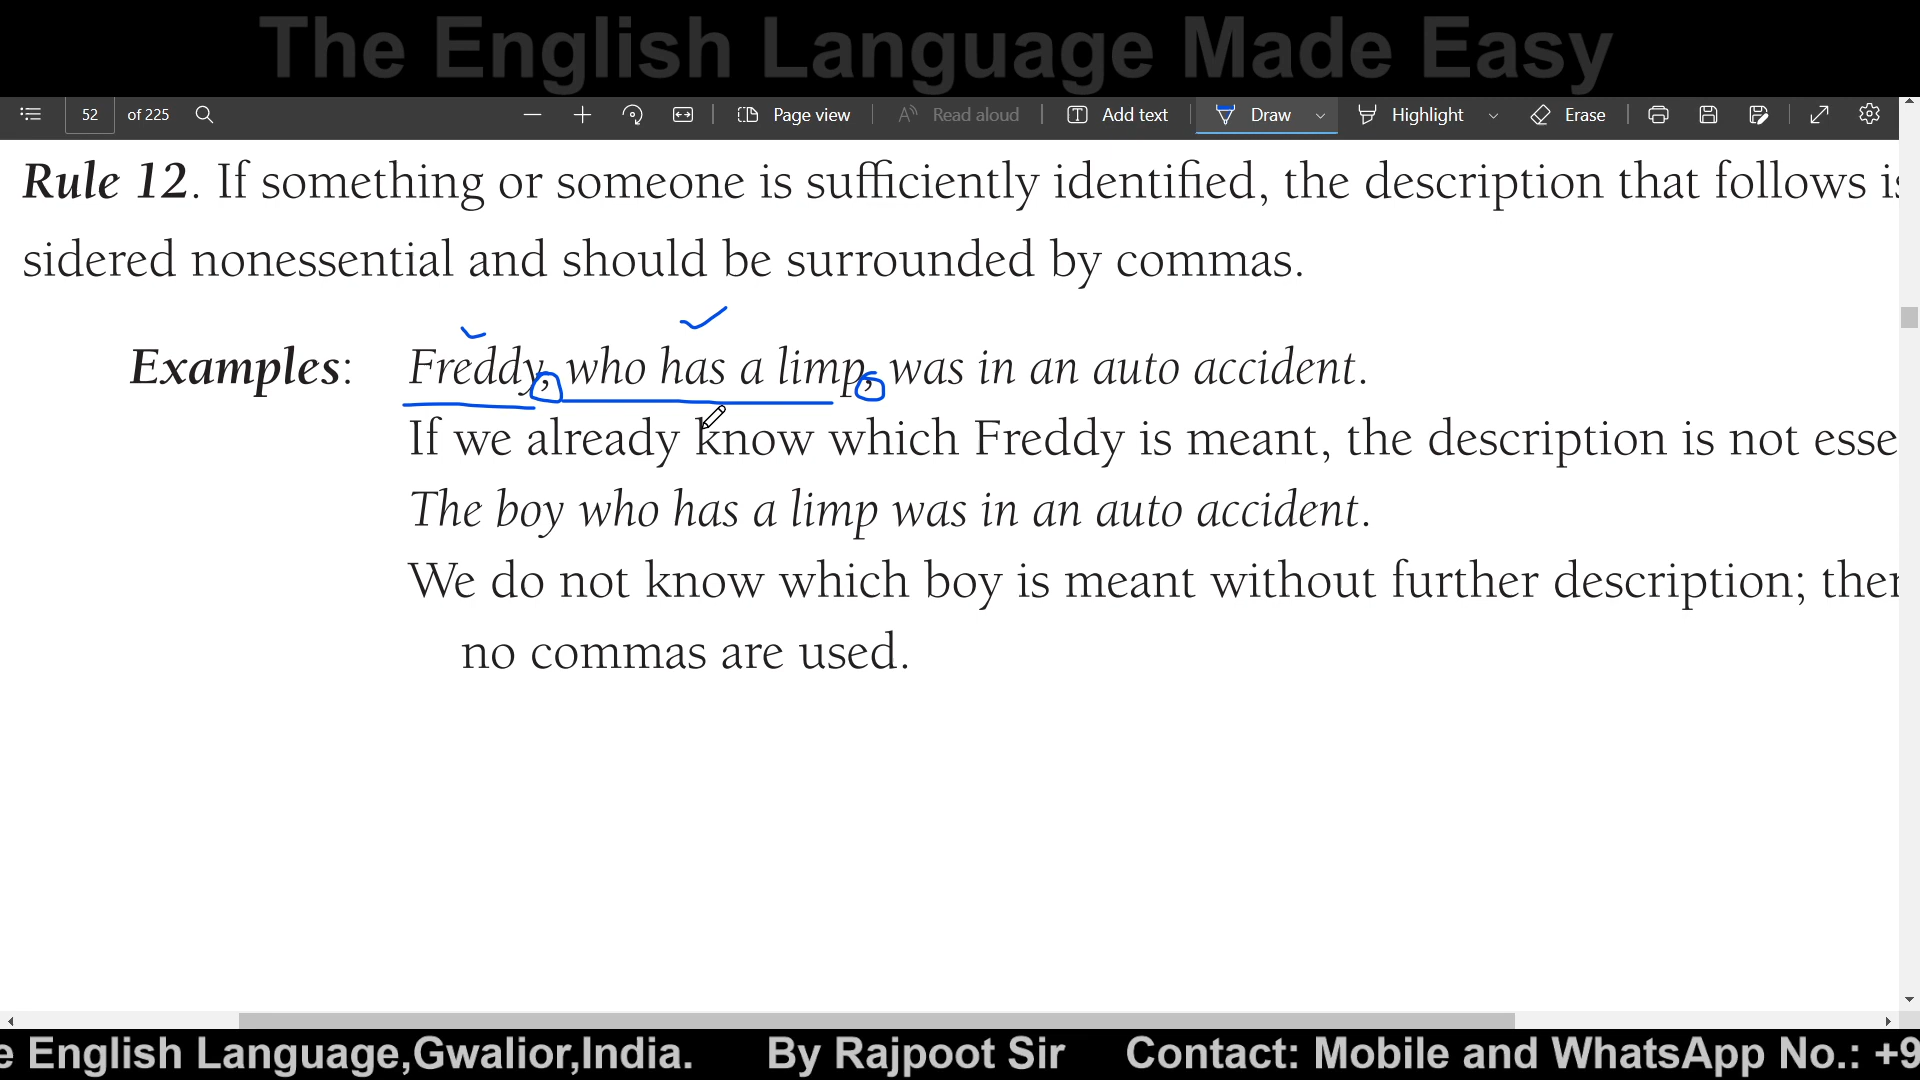 The English Language Made Easy
52 of 225 Page view Read aloud Add text Draw Highlight Erase
Rule 12. If something or someone is sufficiently identified, the description that follows is
sidered nonessential and should be surrounded by commas.
Examples: Freddy, who has a limp, was in an auto accident.
If we already know which Freddy is meant, the description is not esse
The boy who has a limp was in an auto accident.
We do not know which boy is meant without further description; ther
no commas are used.
e English Language,Gwalior,India. By Rajpoot Sir Contact: Mobile and WhatsApp No.: +9